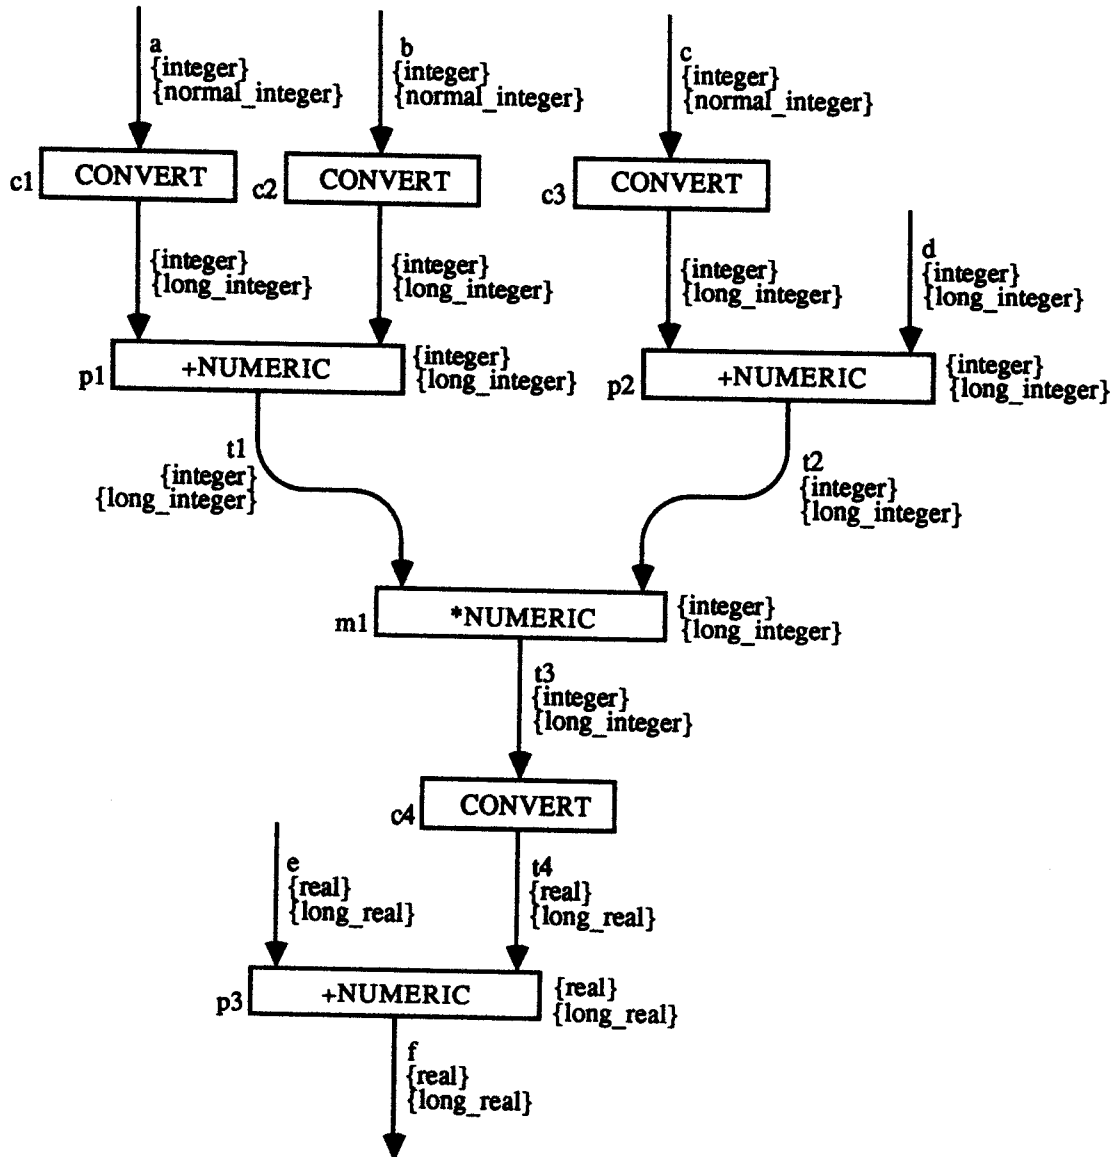 a
{integer}
{normal_integer}
b
{integer}
{normal_integer}
c
{integer}
{normal_integer}
c1
CONVERT
c2
CONVERT
c3
CONVERT
{integer}
{long_integer}
{integer}
{long_integer}
{integer}
{long_integer}
d
{integer}
{long_integer}
p1
+NUMERIC
{integer}
{long_integer}
p2
+NUMERIC
{integer}
{long_integer}
t1
{integer}
{long_integer}
t2
{integer}
{long_integer}
m1
*NUMERIC
{integer}
{long_integer}
t3
{integer}
{long_integer}
c4
CONVERT
e
{real}
{long_real}
t4
{real}
{long_real}
p3
+NUMERIC
{real}
{long_real}
f
{real}
{long_real}